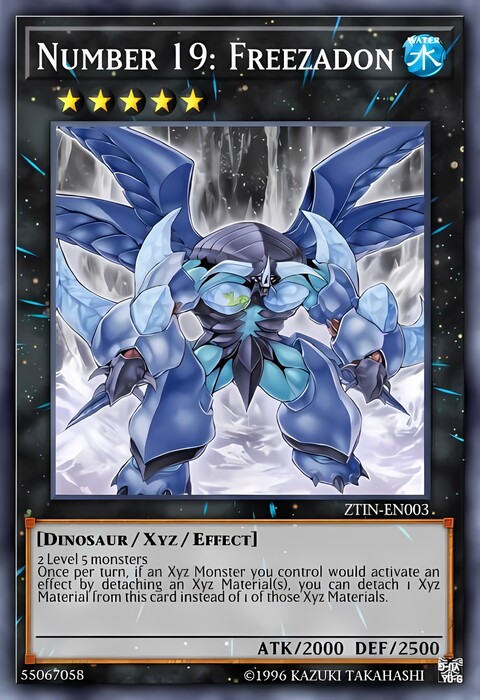 NUMBER 19: FREEZADON
WATER
水
ZTIN-EN003
[DINOSAUR / XYZ / EFFECT]
2 Level 5 monsters
Once per turn, if an Xyz Monster you control would activate an
effect by detaching an Xyz Material(s), you can detach 1 Xyz
Material from this card instead of 1 of those Xyz Materials.
ATK/2000 DEF/2500
55067058
©1996 KAZUKI TAKAHASHI